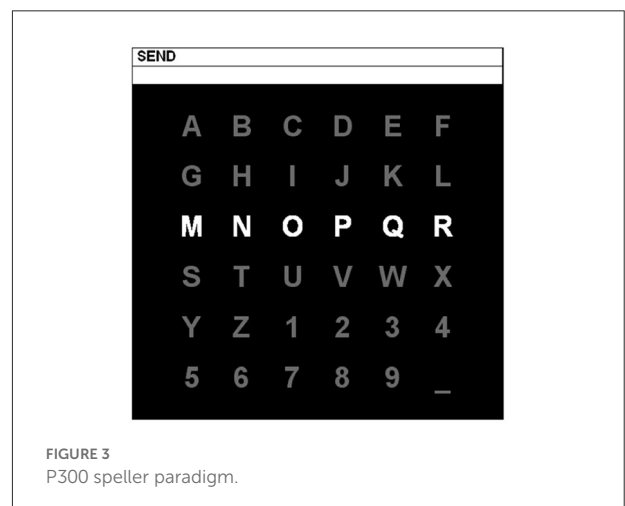 SEND
A B C D E F
G H I J K L
M N O P Q R
S T U V W X
Y Z 1 2 3 4
5 6 7 8 9 _
FIGURE 3
P300 speller paradigm.